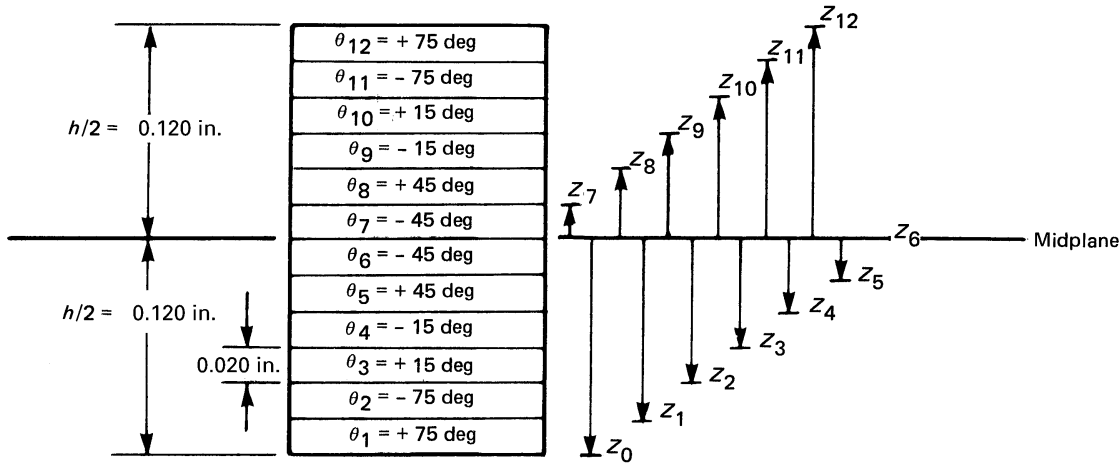 θ12 = + 75 deg
θ11 = - 75 deg
θ10 = + 15 deg
θ9 = - 15 deg
θ8 = + 45 deg
θ7 = - 45 deg
θ6 = - 45 deg
θ5 = + 45 deg
θ4 = - 15 deg
θ3 = + 15 deg
θ2 = - 75 deg
θ1 = + 75 deg
h/2 = 0.120 in.
h/2 = 0.120 in.
0.020 in.
z12
z11
z10
z9
z8
z7
z6
Midplane
z5
z4
z3
z2
z1
z0